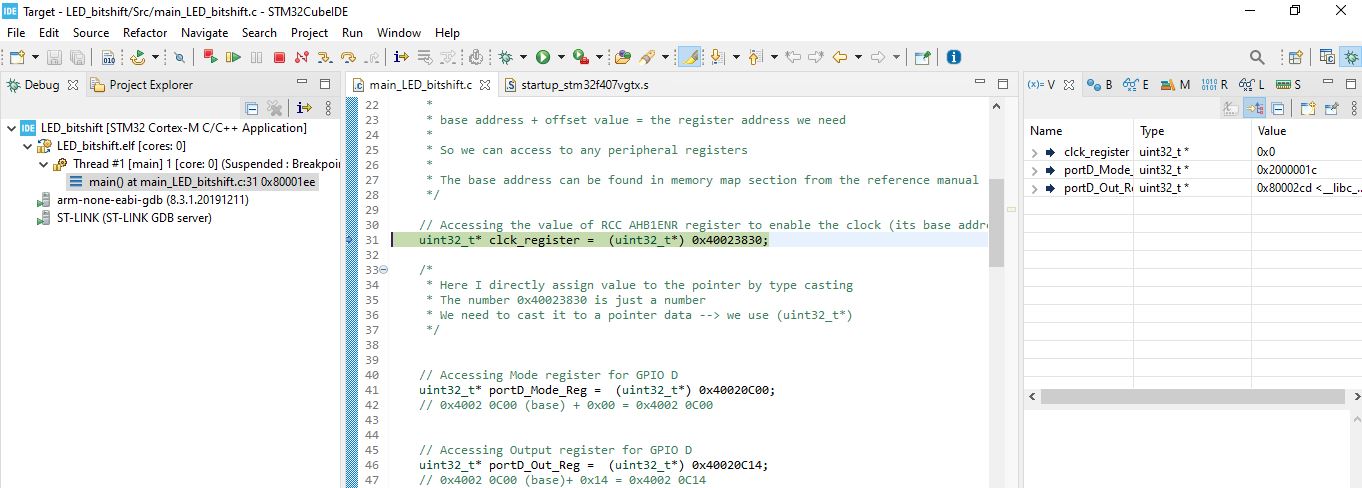 IDE Target - LED_bitshift/Src/main_LED_bitshift.c - STM32CubeIDE
File Edit Source Refactor Navigate Search Project Run Window Help
Debug Project Explorer
IDE LED_bitshift [STM32 Cortex-M C/C++ Application]
LED_bitshift.elf [cores: 0]
Thread #1 [main] 1 [core: 0] (Suspended : Breakpoi
main() at main_LED_bitshift.c:31 0x80001ee
arm-none-eabi-gdb (8.3.1.20191211)
ST-LINK (ST-LINK GDB server)
main_LED_bitshift.c startup_stm32f407vgtx.s
22 *
23 * base address + offset value = the register address we need
24 *
25 * So we can access to any peripheral registers
26 *
27 * The base address can be found in memory map section from the reference manual
28 */
29
30 // Accessing the value of RCC AHB1ENR register to enable the clock (its base addr
31 uint32_t* clck_register = (uint32_t*) 0x40023830;
32
33 /*
34 * Here I directly assign value to the pointer by type casting
35 * The number 0x40023830 is just a number
36 * We need to cast it to a pointer data --> we use (uint32_t*)
37 */
38
39
40 // Accessing Mode register for GPIO D
41 uint32_t* portD_Mode_Reg = (uint32_t*) 0x40020C00;
42 // 0x4002 0C00 (base) + 0x00 = 0x4002 0C00
43
44
45 // Accessing Output register for GPIO D
46 uint32_t* portD_Out_Reg = (uint32_t*) 0x40020C14;
47 // 0x4002 0C00 (base)+ 0x14 = 0x4002 0C14
(x)= V B E M R L S
Name Type Value
clck_register uint32_t * 0x0
portD_Mode_ uint32_t * 0x2000001c
portD_Out_Re uint32_t * 0x80002cd <__libc_